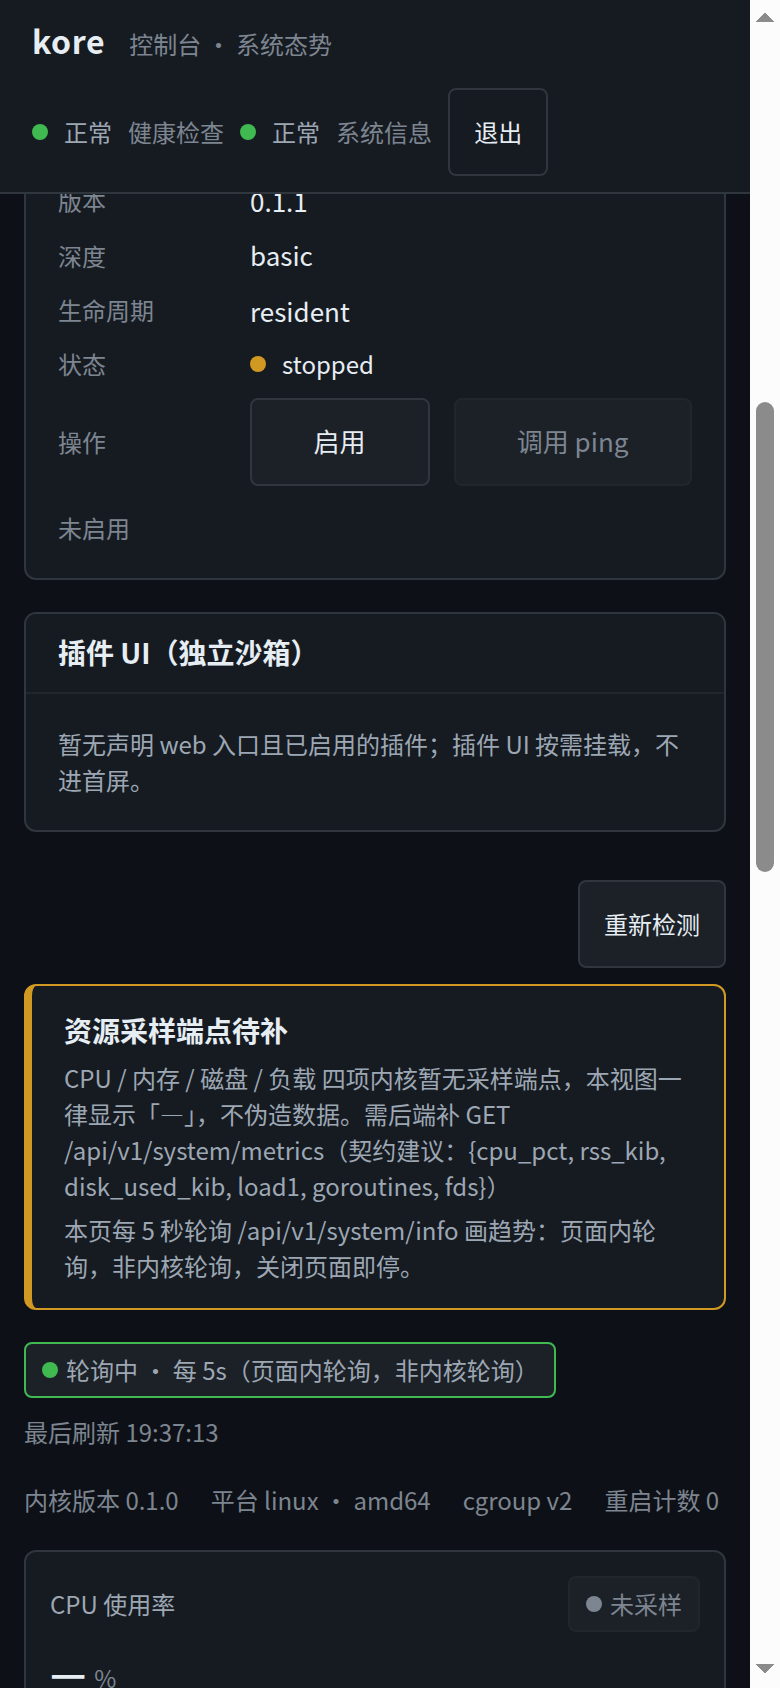 kore 控制台 · 系统态势
正常 健康检查 正常 系统信息 退出
版本 0.1.1
深度 basic
生命周期 resident
状态 stopped
操作 启用 调用 ping
未启用
插件 UI（独立沙箱）
暂无声明 web 入口且已启用的插件；插件 UI 按需挂载，不
进首屏。
重新检测
资源采样端点待补
CPU / 内存 / 磁盘 / 负载 四项内核暂无采样端点，本视图一
律显示「—」，不伪造数据。需后端补 GET
/api/v1/system/metrics（契约建议：{cpu_pct, rss_kib,
disk_used_kib, load1, goroutines, fds}）
本页每 5 秒轮询 /api/v1/system/info 画趋势：页面内轮
询，非内核轮询，关闭页面即停。
轮询中 · 每 5s（页面内轮询，非内核轮询）
最后刷新 19:37:13
内核版本 0.1.0 平台 linux · amd64 cgroup v2 重启计数 0
CPU 使用率 未采样
— %